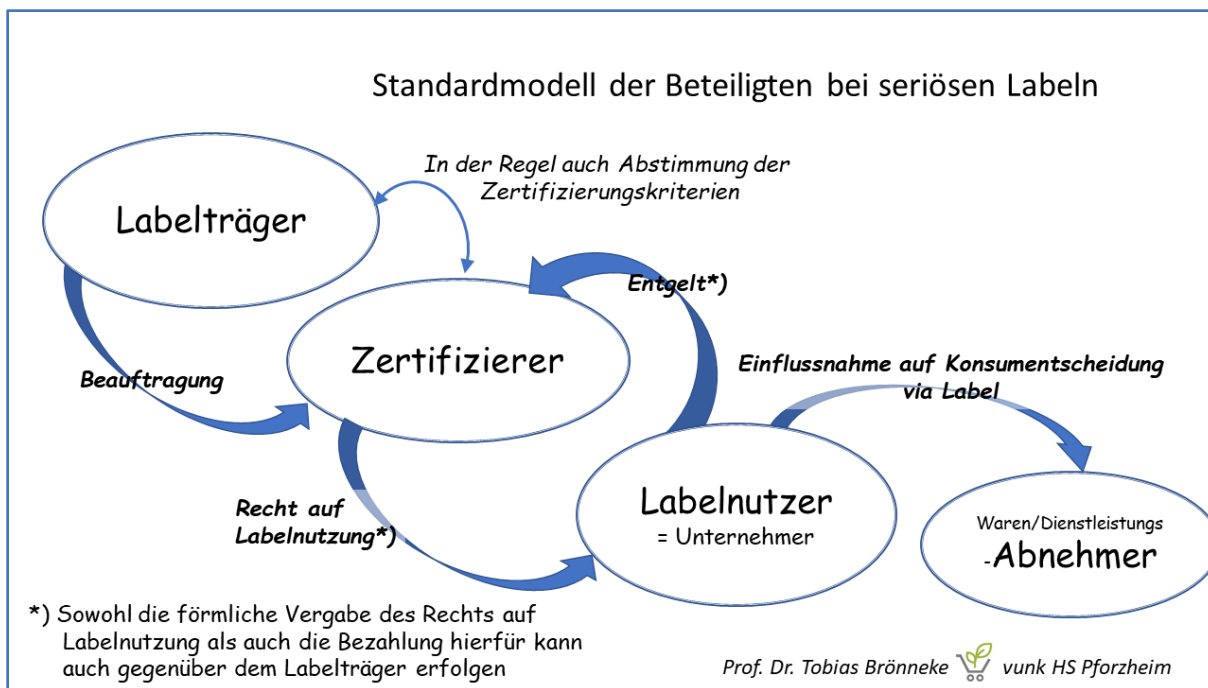 Standardmodell der Beteiligten bei seriösen Labeln
In der Regel auch Abstimmung der
Zertifizierungskriterien
Labelträger
Entgelt*)
Zertifizierer
Beauftragung
Einflussnahme auf Konsumentscheidung
via Label
Recht auf
Labelnutzung*)
Labelnutzer
= Unternehmer
Waren/Dienstleistungs
-Abnehmer
*) Sowohl die förmliche Vergabe des Rechts auf
Labelnutzung als auch die Bezahlung hierfür kann
auch gegenüber dem Labelträger erfolgen
Prof. Dr. Tobias Brönneke vunk HS Pforzheim